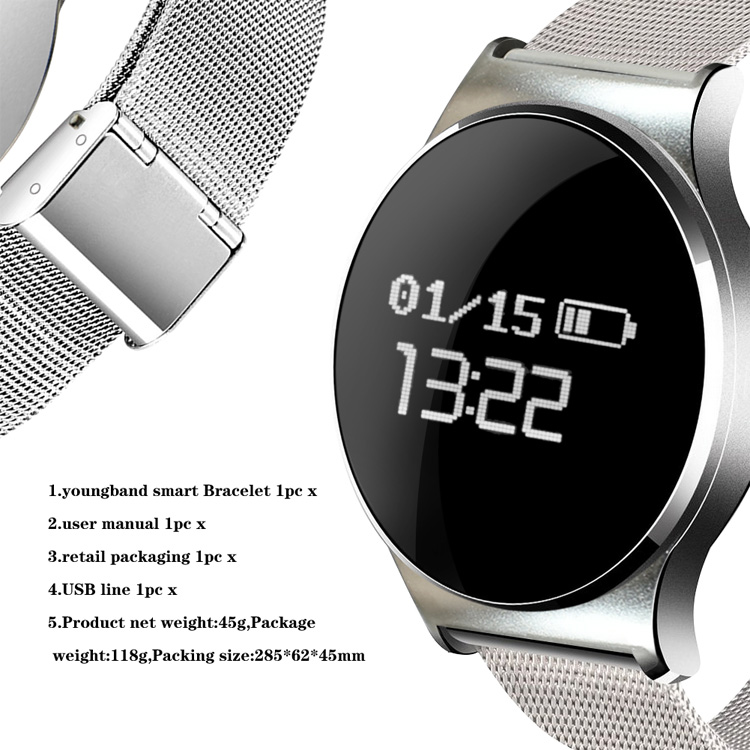 01/15
13:22
1.youngband smart Bracelet 1pc x
2.user manual 1pc x
3.retail packaging 1pc x
4.USB line 1pc x
5.Product net weight:45g,Package
weight:118g,Packing size:285*62*45mm